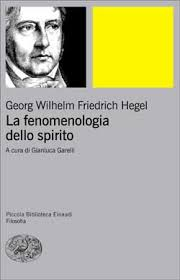 Georg Wilhelm Friedrich Hegel
La fenomenologia
dello spirito
A cura di Gianluca Garelli
Piccola Biblioteca Einaudi
Filosofia